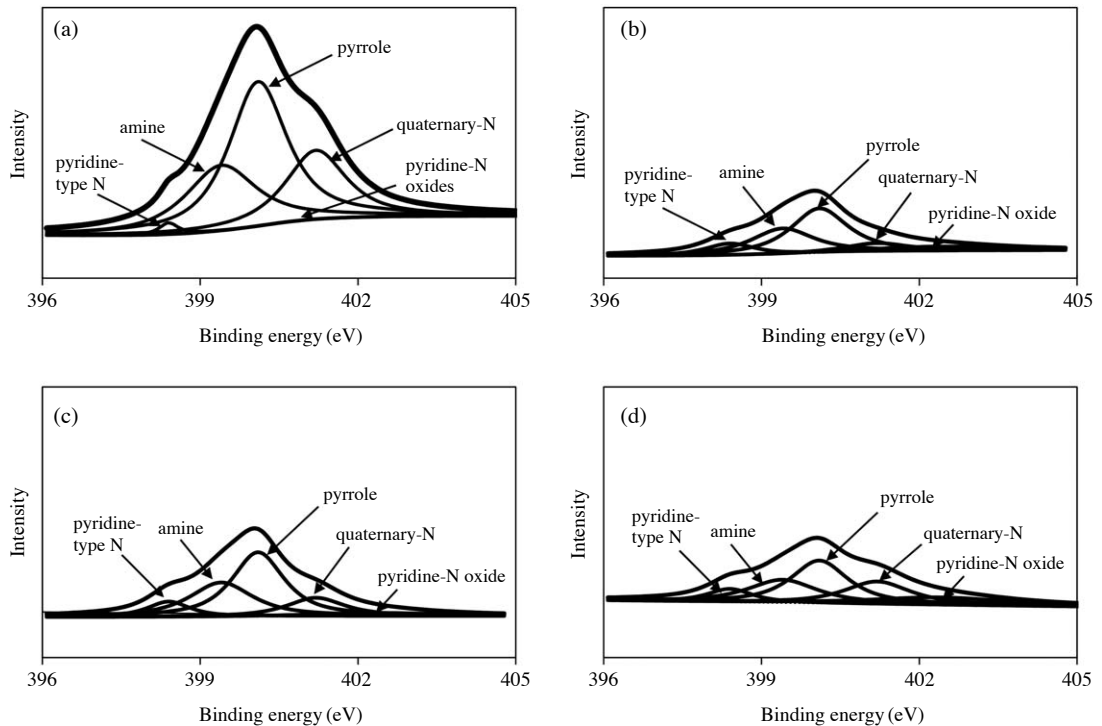 (a)
pyrrole
amine
quaternary-N
pyridine-
type N
pyridine-N
oxides
Intensity
396
399
402
405
Binding energy (eV)
(b)
pyrrole
pyridine-
type N
amine
quaternary-N
pyridine-N oxide
Intensity
396
399
402
405
Binding energy (eV)
(c)
pyrrole
pyridine-
type N
amine
quaternary-N
pyridine-N oxide
Intensity
396
399
402
405
Binding energy (eV)
(d)
pyrrole
pyridine-
type N
amine
quaternary-N
pyridine-N oxide
Intensity
396
399
402
405
Binding energy (eV)